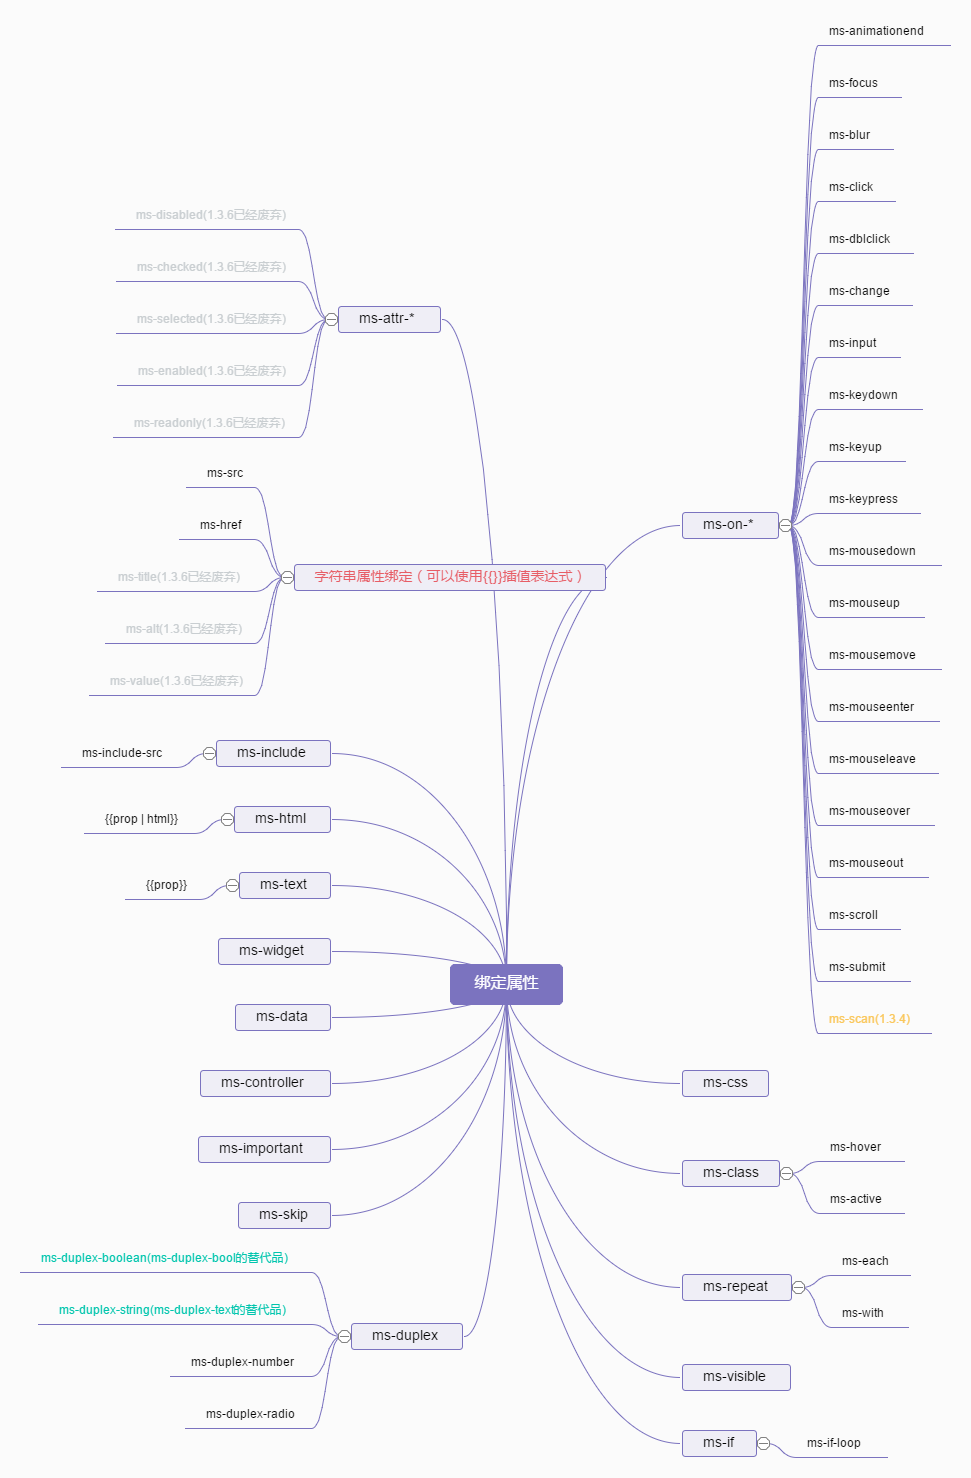 绑定属性
ms-attr-*
ms-disabled(1.3.6已经废弃)
ms-checked(1.3.6已经废弃)
ms-selected(1.3.6已经废弃)
ms-enabled(1.3.6已经废弃)
ms-readonly(1.3.6已经废弃)
字符串属性绑定（可以使用{{}}插值表达式）
ms-src
ms-href
ms-title(1.3.6已经废弃)
ms-alt(1.3.6已经废弃)
ms-value(1.3.6已经废弃)
ms-include
ms-include-src
ms-html
{{prop | html}}
ms-text
{{prop}}
ms-widget
ms-data
ms-controller
ms-important
ms-skip
ms-duplex
ms-duplex-boolean(ms-duplex-bool的替代品)
ms-duplex-string(ms-duplex-text的替代品)
ms-duplex-number
ms-duplex-radio
ms-on-*
ms-animationend
ms-focus
ms-blur
ms-click
ms-dblclick
ms-change
ms-input
ms-keydown
ms-keyup
ms-keypress
ms-mousedown
ms-mouseup
ms-mousemove
ms-mouseenter
ms-mouseleave
ms-mouseover
ms-mouseout
ms-scroll
ms-submit
ms-scan(1.3.4)
ms-css
ms-class
ms-hover
ms-active
ms-repeat
ms-each
ms-with
ms-visible
ms-if
ms-if-loop